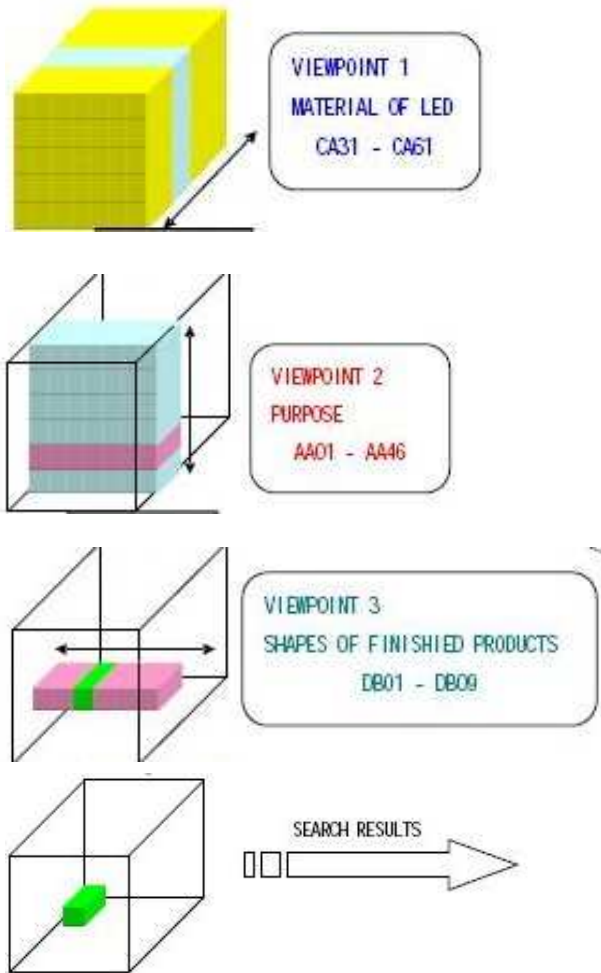 VIEWPOINT 1
MATERIAL OF LED
CA31 - CA61
VIEWPOINT 2
PURPOSE
AA01 - AA46
VIEWPOINT 3
SHAPES OF FINISHIED PRODUCTS
DB01 - DB09
SEARCH RESULTS